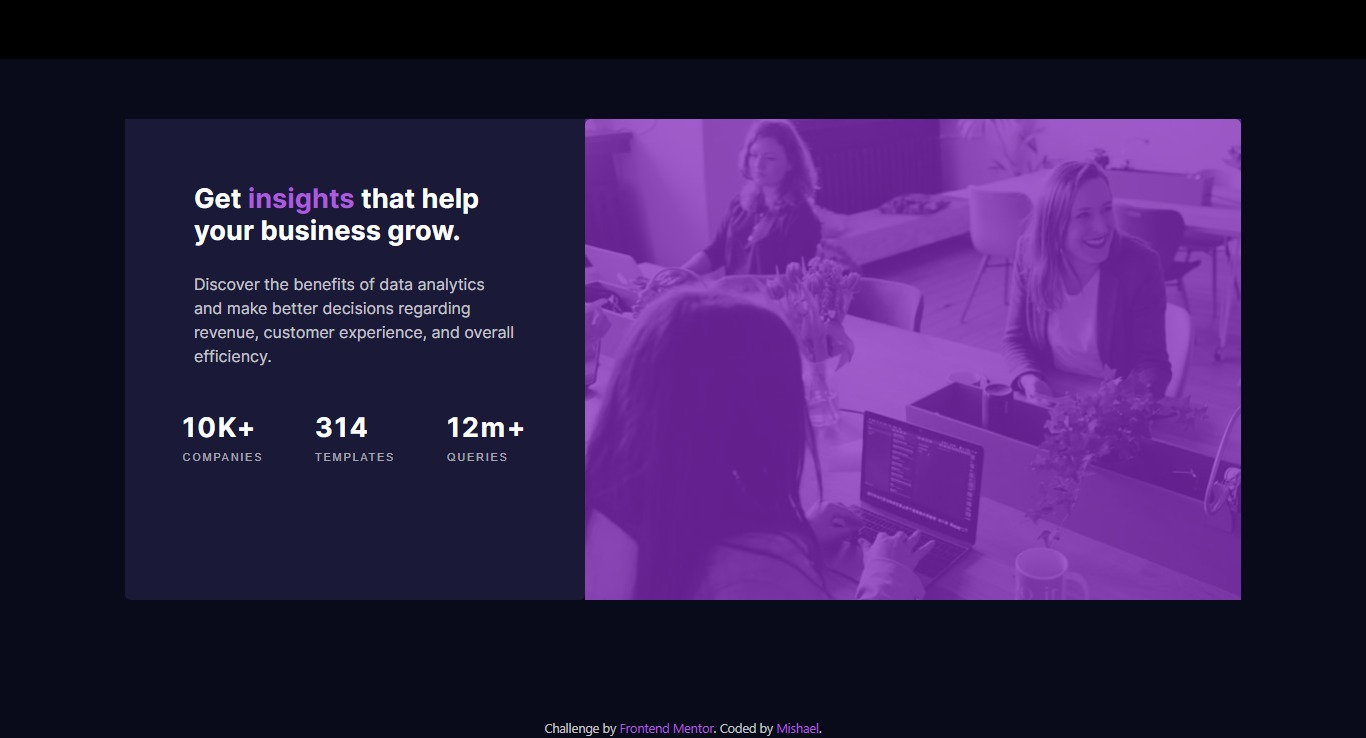 Get insights that help
your business grow.
Discover the benefits of data analytics
and make better decisions regarding
revenue, customer experience, and overall
efficiency.
10K+ 314 12m+
COMPANIES TEMPLATES QUERIES
Challenge by Frontend Mentor. Coded by Mishael.